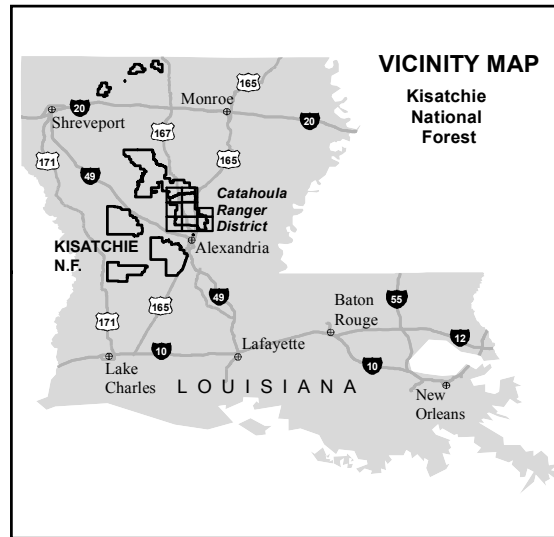 VICINITY MAP
Kisatchie
National
Forest
165
Monroe
20
Shreveport
167
20
171
165
49
Catahoula
Ranger
District
KISATCHIE
N.F.
Alexandria
165
49
Baton
Rouge
55
171
12
10
Lafayette
10
Lake
Charles
LOUISIANA
New
Orleans